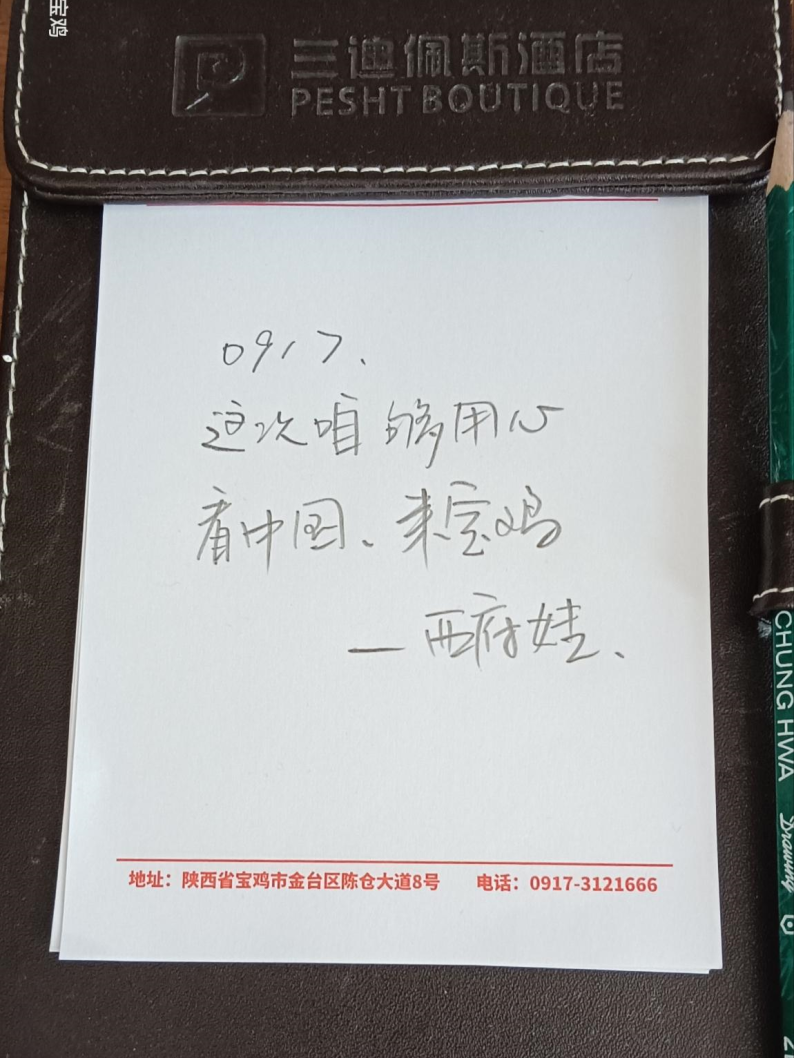 宝鸡
三迪佩斯酒店
PESHT BOUTIQUE
0917、
这次咱够用心
看中国、来宝鸡
— 西府娃、
地址：陕西省宝鸡市金台区陈仓大道8号 电话：0917-3121666
CHUNG HWA
Drawing